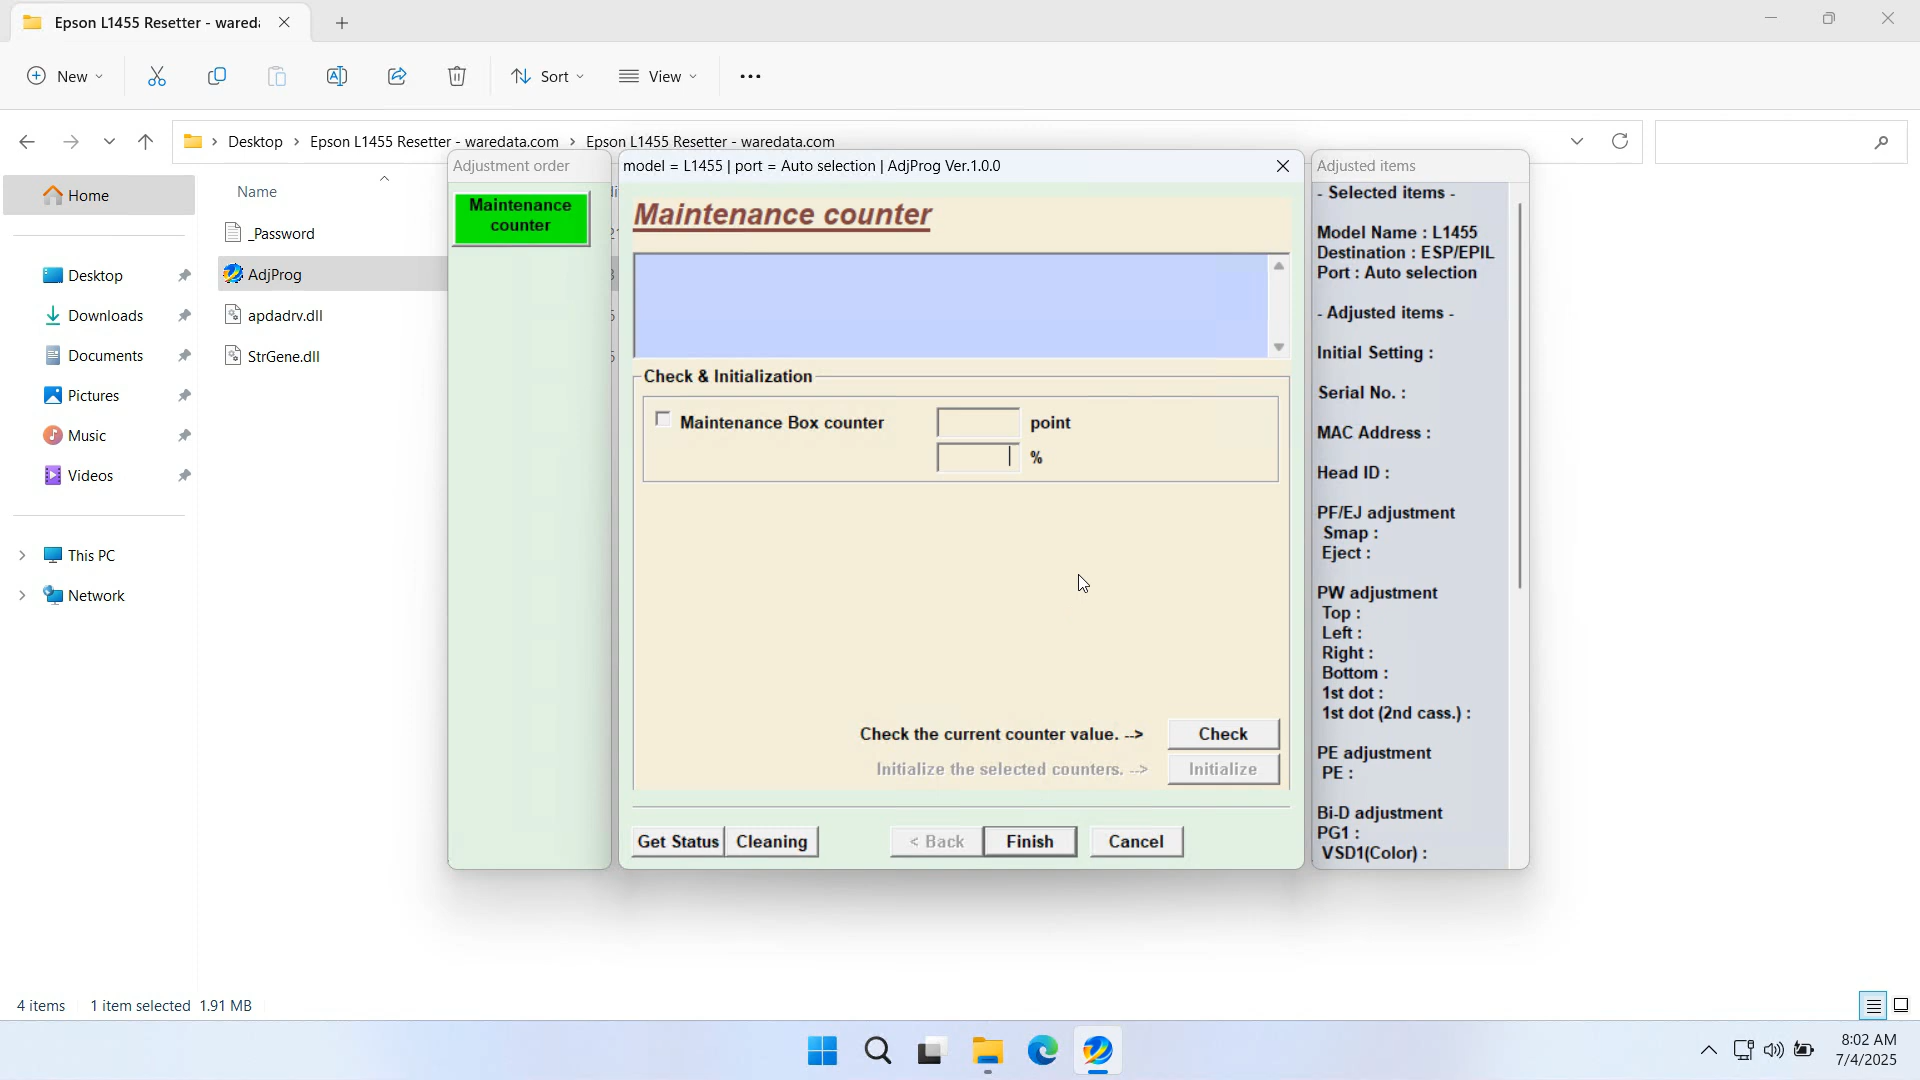 Epson L1455 Resetter - wareda
New
Sort
View
Desktop
Epson L1455 Resetter - waredata.com
Epson L1455 Resetter - waredata.com
Home
Desktop
Downloads
Documents
Pictures
Music
Videos
This PC
Network
Name
_Password
AdjProg
apdadrv.dll
StrGene.dll
Adjustment order
Maintenance
counter
model = L1455 | port = Auto selection | AdjProg Ver.1.0.0
Maintenance counter
Check & Initialization
Maintenance Box counter
point
%
Check the current counter value. -->
Check
Initialize the selected counters. -->
Initialize
Get Status
Cleaning
< Back
Finish
Cancel
Adjusted items
- Selected items -
Model Name : L1455
Destination : ESP/EPIL
Port : Auto selection
- Adjusted items -
Initial Setting :
Serial No. :
MAC Address :
Head ID :
PF/EJ adjustment
Smap :
Eject :
PW adjustment
Top :
Left :
Right :
Bottom :
1st dot :
1st dot (2nd cass.) :
PE adjustment
PE :
Bi-D adjustment
PG1 :
VSD1(Color) :
4 items
1 item selected 1.91 MB
8:02 AM
7/4/2025